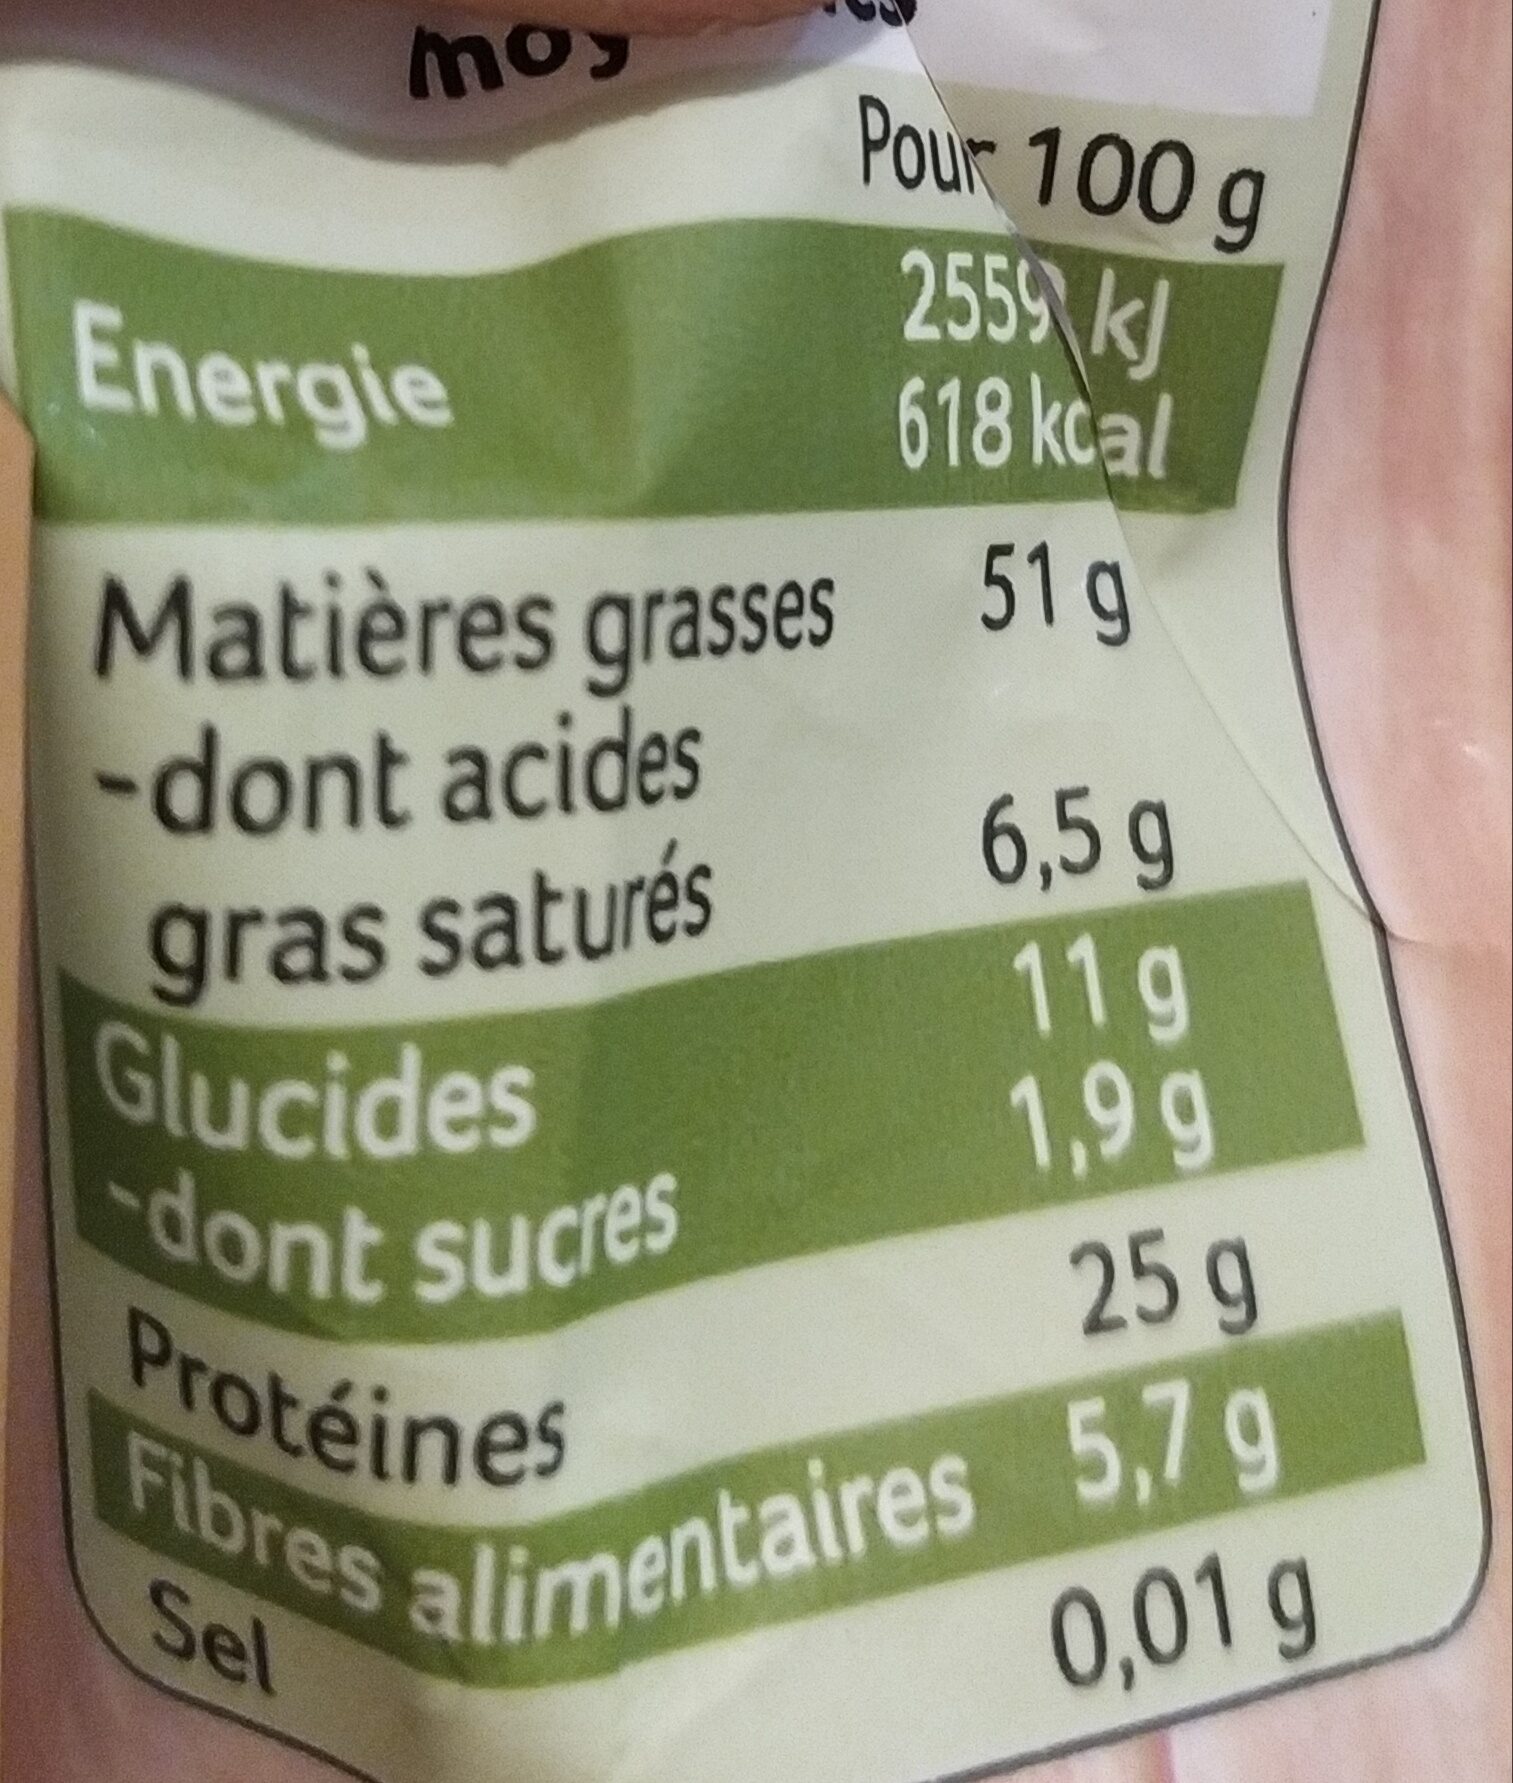 Pour 100 g
Energie 2559 kJ
618 kcal
Matières grasses 51 g
-dont acides
gras saturés 6,5 g
Glucides 11 g
-dont sucres 1,9 g
Protéines 25 g
Fibres alimentaires 5,7 g
Sel 0,01 g